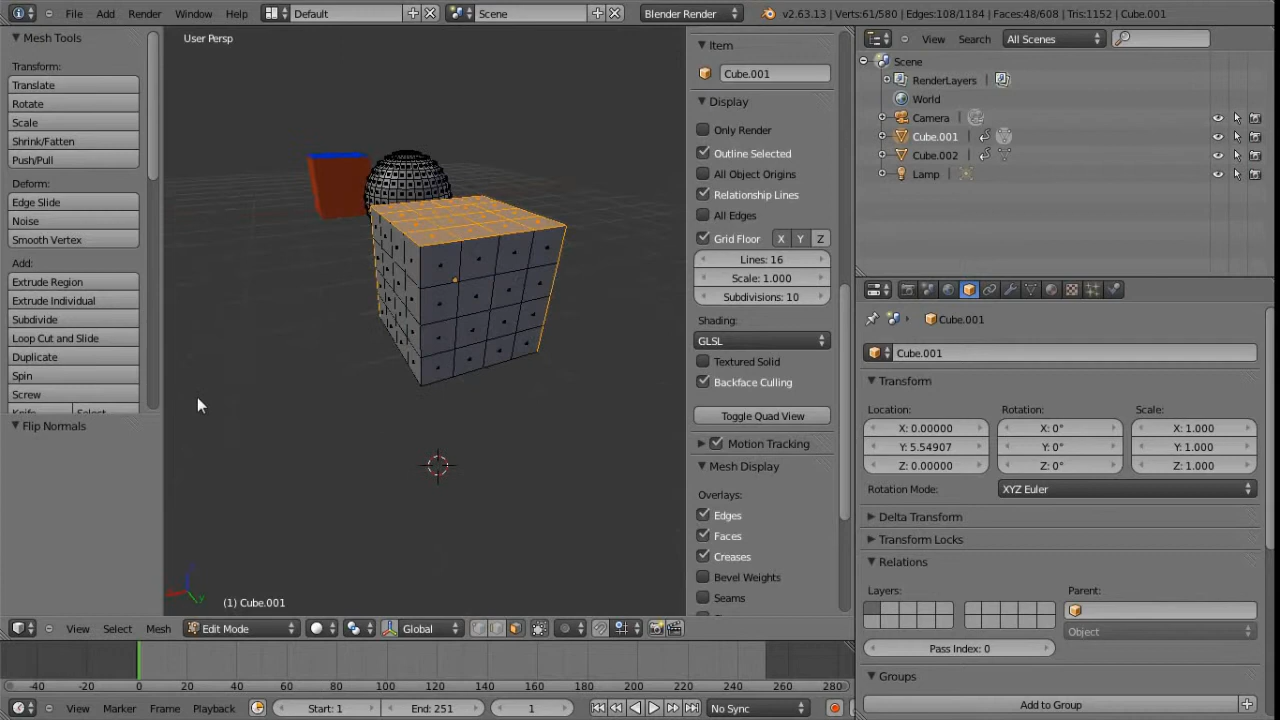 File Add Render Window Help Default Scene Blender Render v2.63.13 | Verts:61/580 | Edges:108/1184 | Faces:48/608 | Tris:1152 | Cube.001
Mesh Tools
Transform:
Translate
Rotate
Scale
Shrink/Fatten
Push/Pull
Deform:
Edge Slide
Noise
Smooth Vertex
Add:
Extrude Region
Extrude Individual
Subdivide
Loop Cut and Slide
Duplicate
Spin
Screw
Knife Select
Flip Normals
User Persp
(1) Cube.001
Item
Cube.001
Display
Only Render
Outline Selected
All Object Origins
Relationship Lines
All Edges
Grid Floor X Y Z
Lines: 16
Scale: 1.000
Subdivisions: 10
Shading:
GLSL
Textured Solid
Backface Culling
Toggle Quad View
Motion Tracking
Mesh Display
Overlays:
Edges
Faces
Creases
Bevel Weights
Seams
View Search All Scenes
Scene
RenderLayers
World
Camera
Cube.001
Cube.002
Lamp
Cube.001
Cube.001
Transform
Location: Rotation: Scale:
X: 0.00000 X: 0° X: 1.000
Y: 5.54907 Y: 0° Y: 1.000
Z: 0.00000 Z: 0° Z: 1.000
Rotation Mode: XYZ Euler
Delta Transform
Transform Locks
Relations
Layers: Parent:
Object
Pass Index: 0
Groups
Add to Group
View Select Mesh Edit Mode Global
-40 -20 0 20 40 60 80 100 120 140 160 180 200 220 240 260 280
View Marker Frame Playback Start: 1 End: 251 1 No Sync